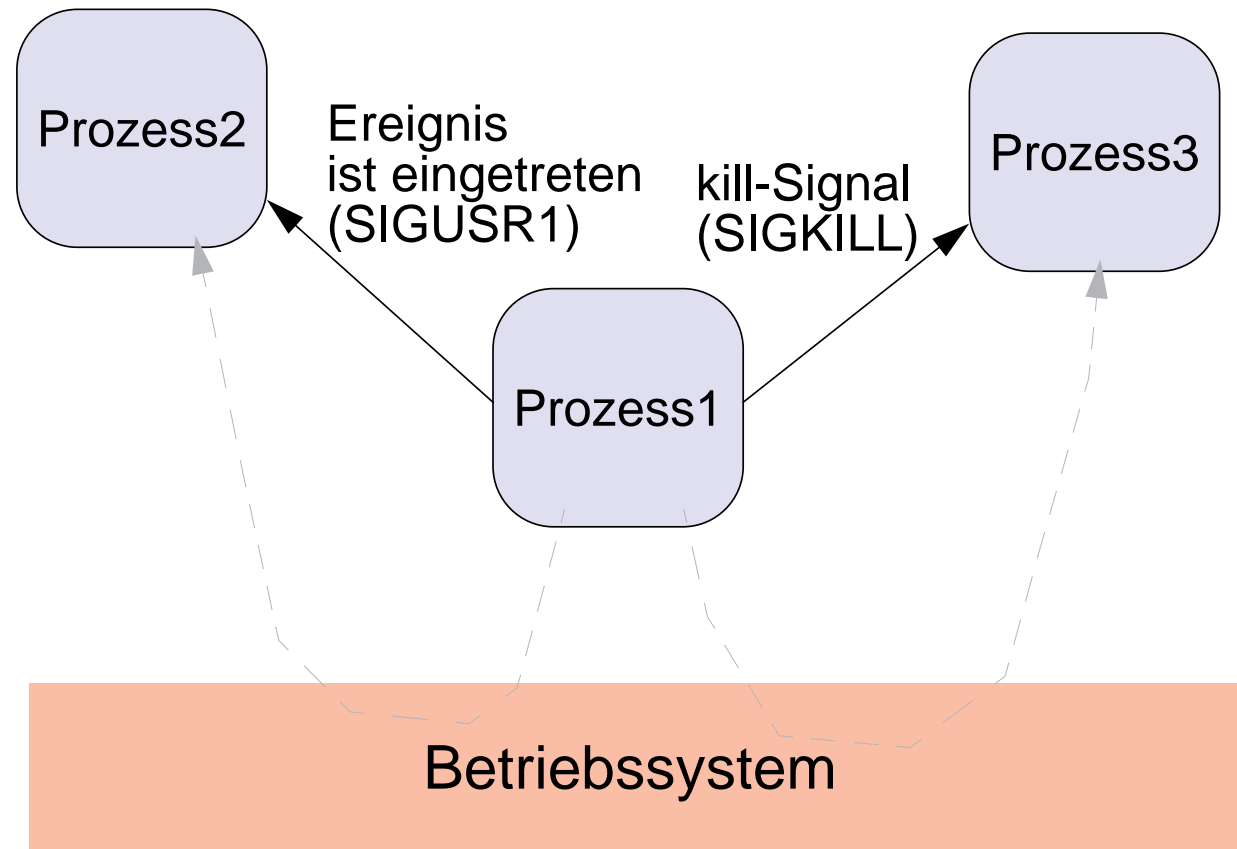 Prozess2
Ereignis
ist eingetreten
(SIGUSR1)
kill-Signal
(SIGKILL)
Prozess3
Prozess1
Betriebssystem